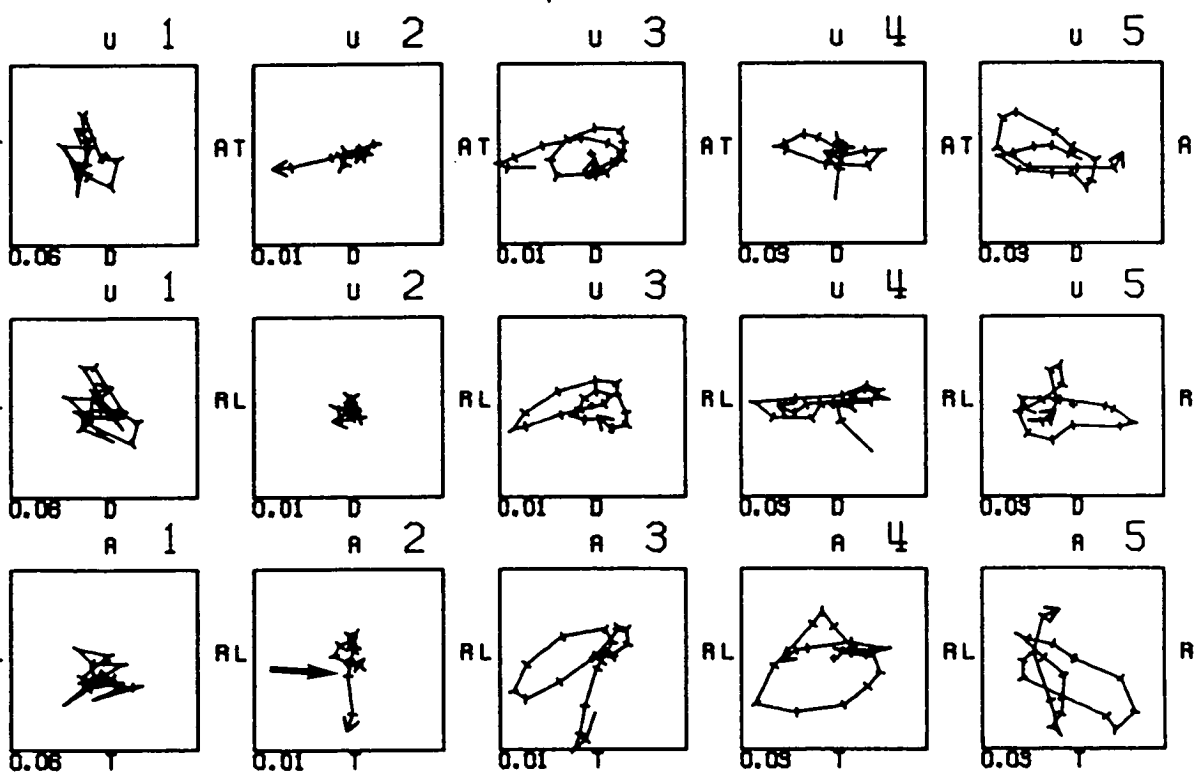 U 1 U 2 U 3 U 4 U 5
AT AT AT AT A
0.06 D 0.01 D 0.01 D 0.03 D 0.03 D
U 1 U 2 U 3 U 4 U 5
RL RL RL RL R
0.06 D 0.01 D 0.01 D 0.03 D 0.03 D
A 1 A 2 A 3 A 4 A 5
RL RL RL RL R
0.06 T 0.01 T 0.01 T 0.03 T 0.03 T